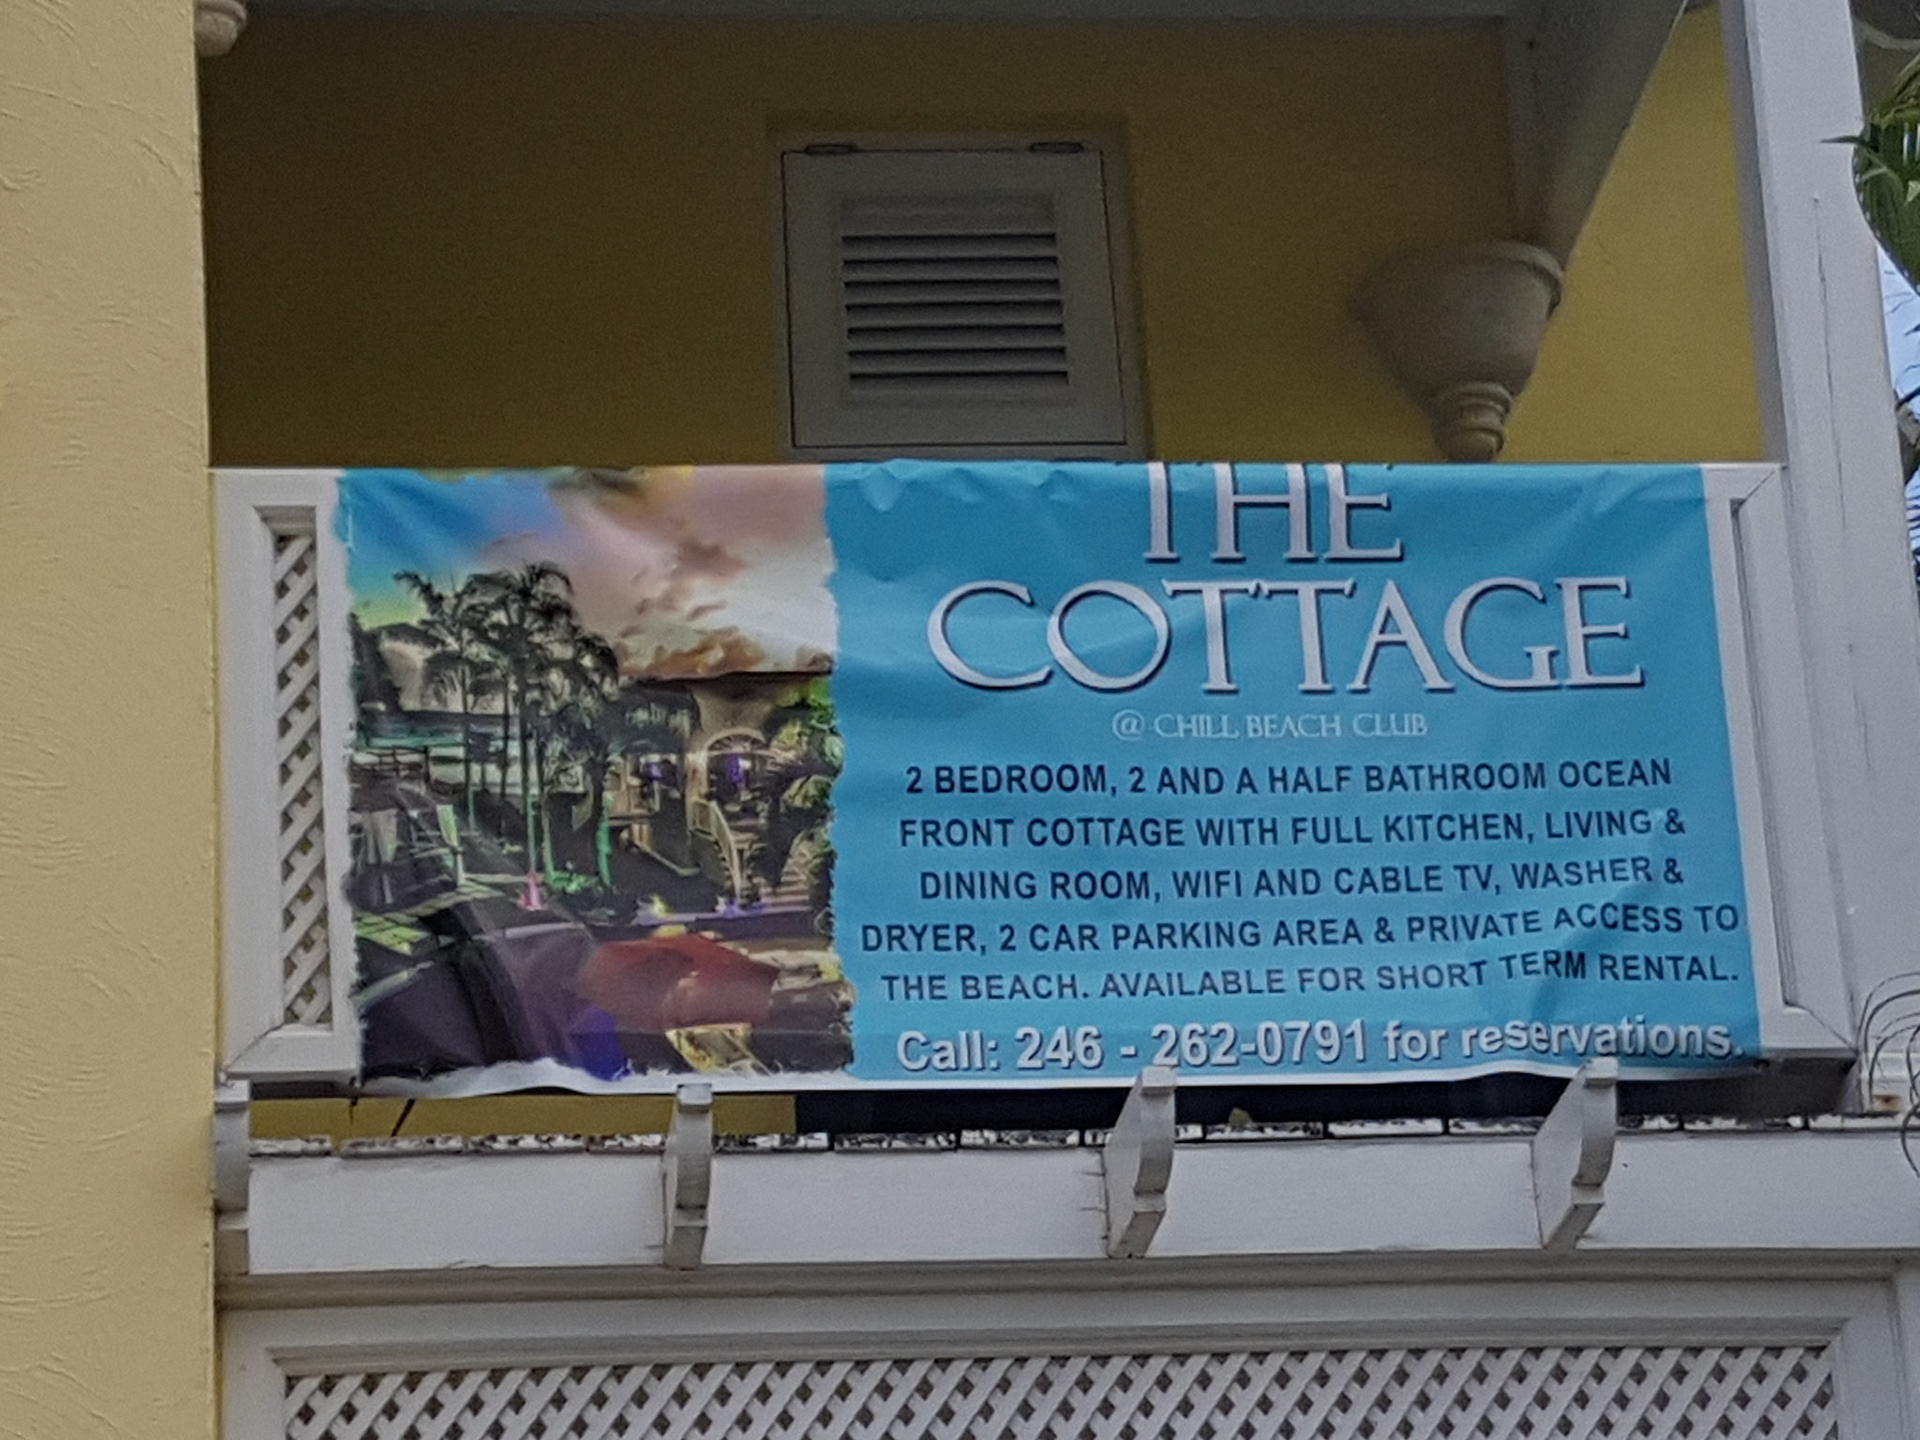 THE
COTTAGE
@ CHILL BEACH CLUB
2 BEDROOM, 2 AND A HALF BATHROOM OCEAN
FRONT COTTAGE WITH FULL KITCHEN, LIVING &
DINING ROOM, WIFI AND CABLE TV, WASHER &
DRYER, 2 CAR PARKING AREA & PRIVATE ACCESS TO
THE BEACH. AVAILABLE FOR SHORT TERM RENTAL.
Call: 246 - 262-0791 for reservations.